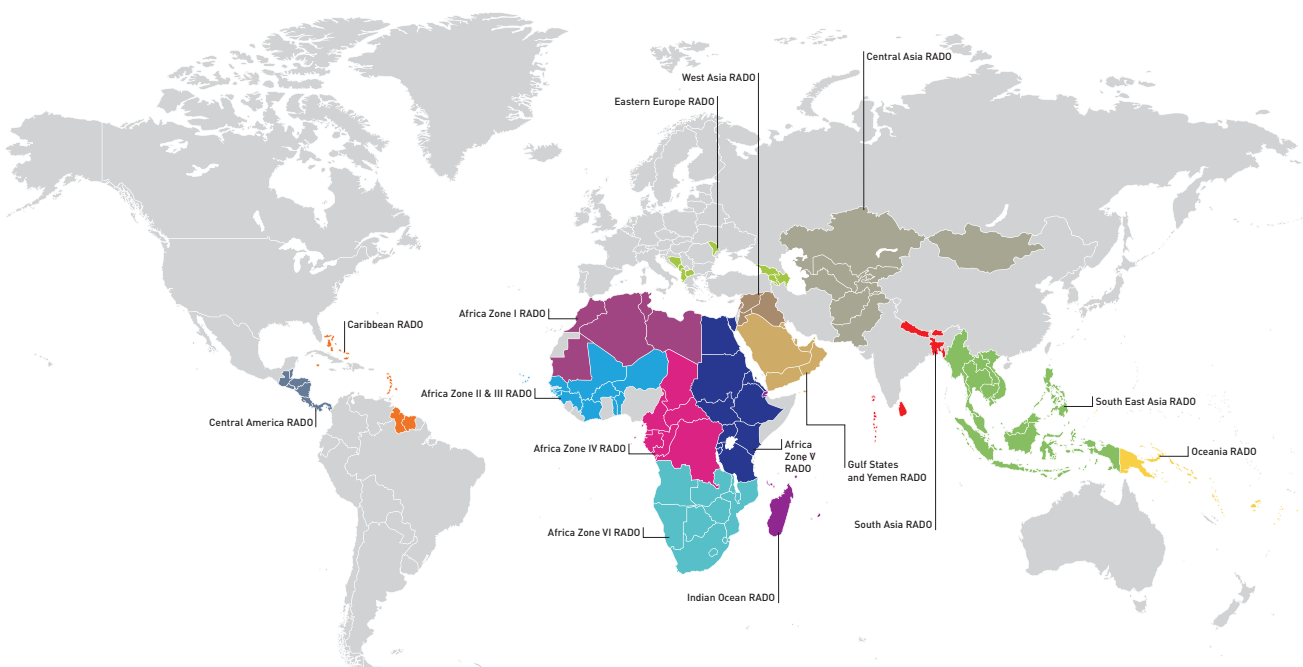 Central Asia RADO
West Asia RADO
Eastern Europe RADO
Africa Zone I RADO
Caribbean RADO
Africa Zone II & III RADO
South East Asia RADO
Central America RADO
Africa Zone IV RADO
Africa
Zone V
RADO
Oceania RADO
Gulf States
and Yemen RADO
South Asia RADO
Africa Zone VI RADO
Indian Ocean RADO